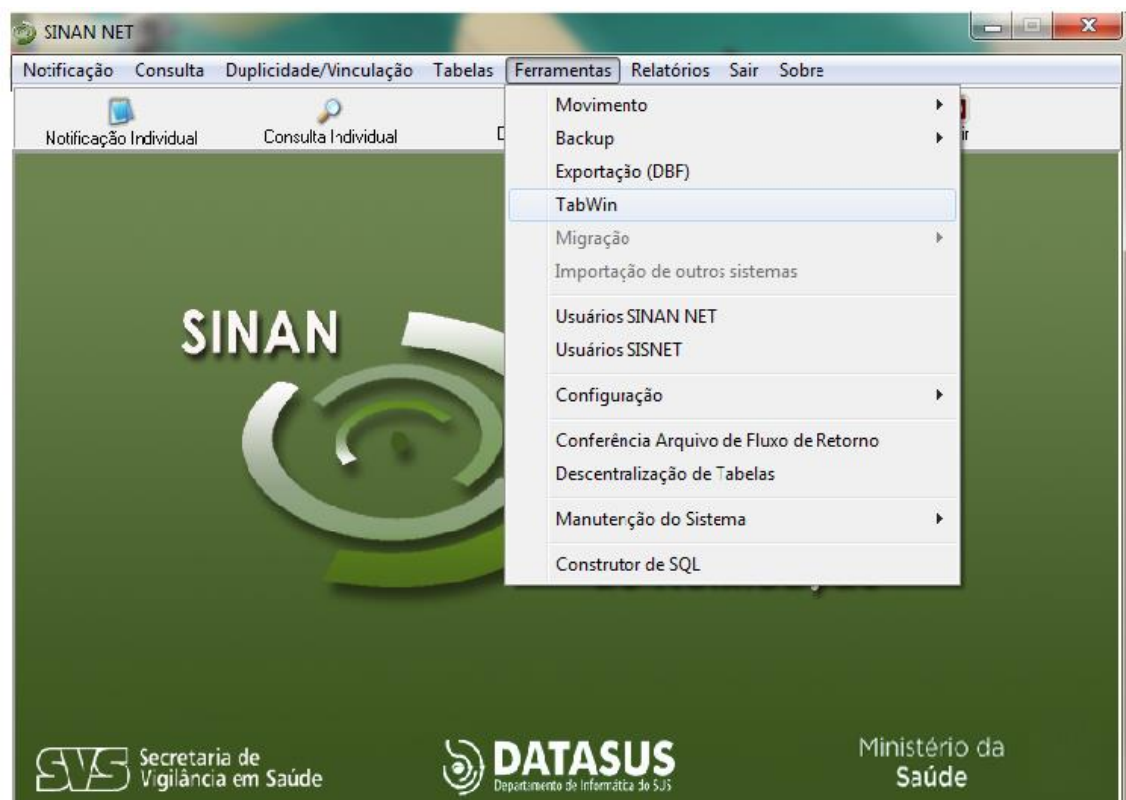 SINAN NET
Notificação Consulta Duplicidade/Vinculação Tabelas Ferramentas Relatórios Sair Sobre
Notificação Individual Consulta Individual
Movimento
Backup
Exportação (DBF)
TabWin
Migração
Importação de outros sistemas
Usuários SINAN NET
Usuários SISNET
Configuração
Conferência Arquivo de Fluxo de Retorno
Descentralização de Tabelas
Manutenção do Sistema
Construtor de SQL
SINAN
SVS Secretaria de
Vigilância em Saúde
DATASUS
Departamento de Informática do SUS
Ministério da
Saúde